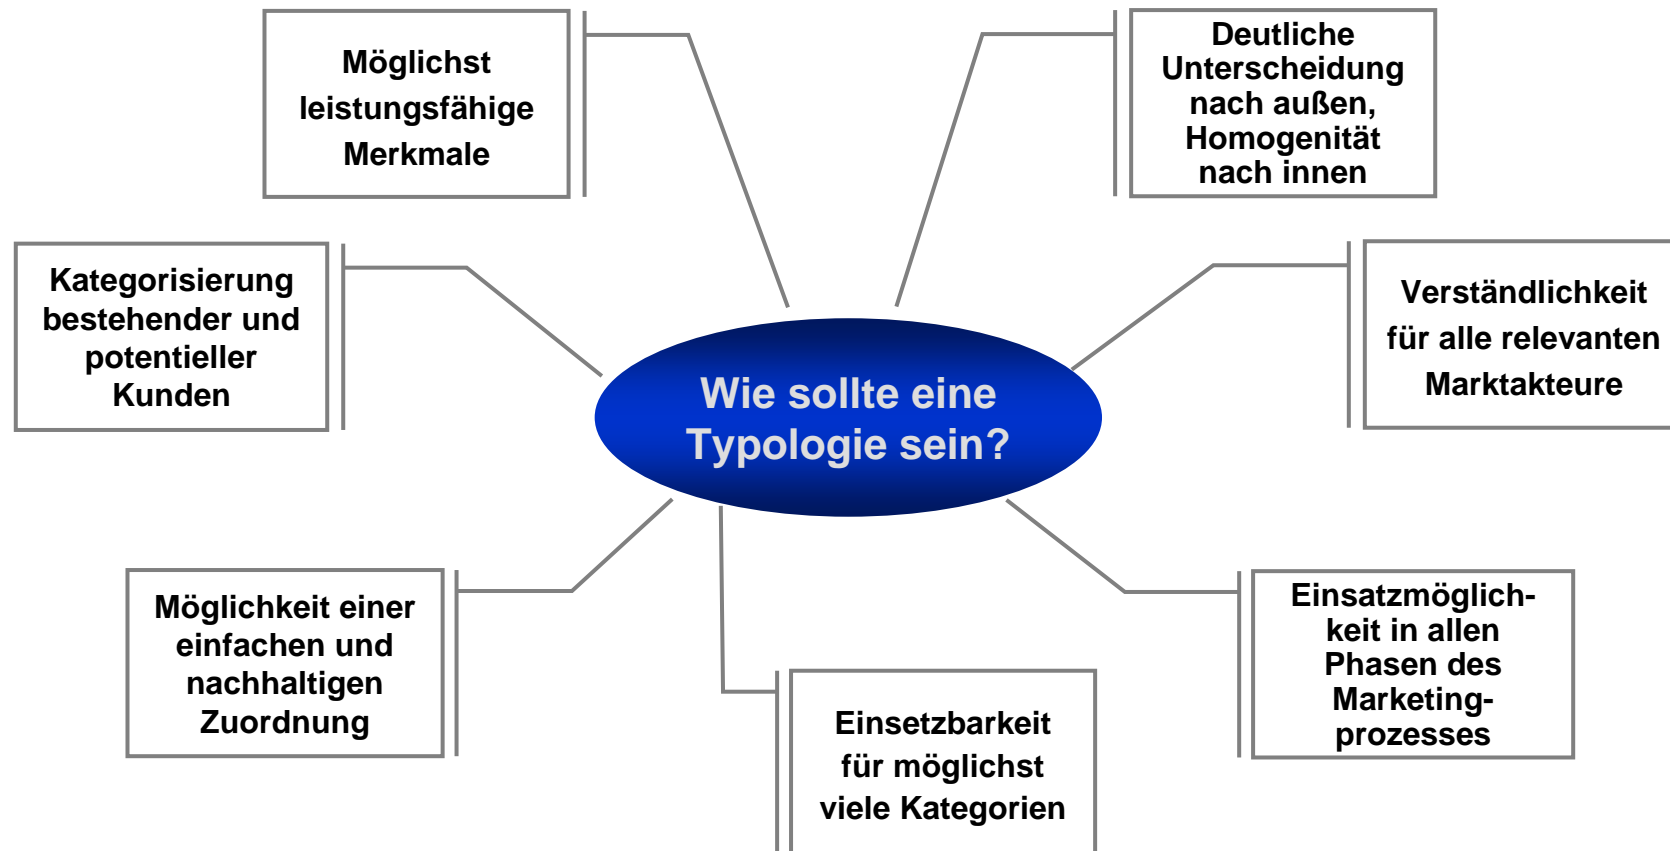 Möglichst
leistungsfähige
Merkmale
Deutliche
Unterscheidung
nach außen,
Homogenität
nach innen
Kategorisierung
bestehender und
potentieller
Kunden
Verständlichkeit
für alle relevanten
Marktakteure
Wie sollte eine
Typologie sein?
Möglichkeit einer
einfachen und
nachhaltigen
Zuordnung
Einsetzbarkeit
für möglichst
viele Kategorien
Einsatzmöglich-
keit in allen
Phasen des
Marketing-
prozesses